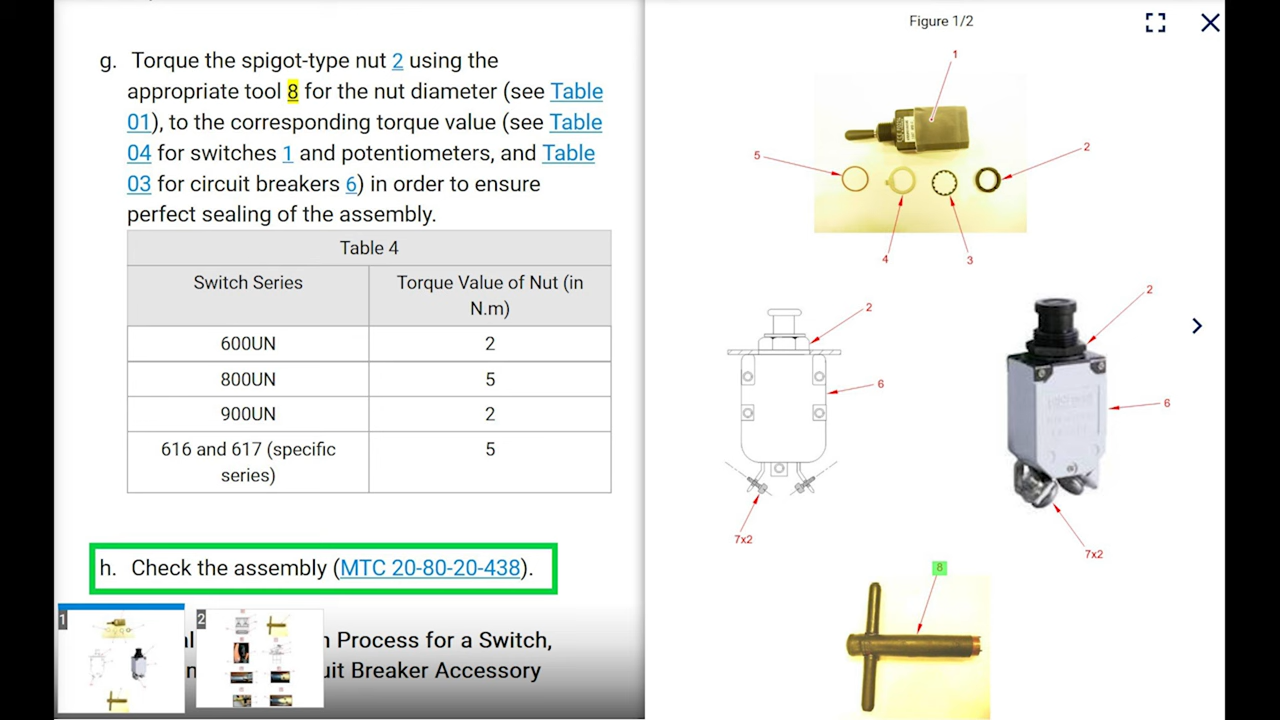 g. Torque the spigot-type nut 2 using the
appropriate tool 8 for the nut diameter (see Table
01), to the corresponding torque value (see Table
04 for switches 1 and potentiometers, and Table
03 for circuit breakers 6) in order to ensure
perfect sealing of the assembly.
Table 4
Switch Series
Torque Value of Nut (in
N.m)
600UN
2
800UN
5
900UN
2
616 and 617 (specific
series)
5
h. Check the assembly (MTC 20-80-20-438).
1
2
Process for a Switch,
uit Breaker Accessory
Figure 1/2
1
5
2
4
3
2
6
7x2
2
6
7x2
8